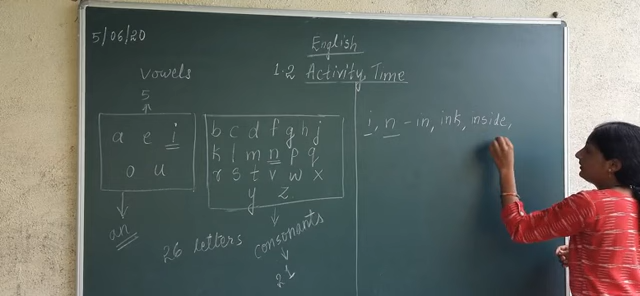 5/06/20
English
1.2 Activity Time
vowels
5
a e i
o u
an
b c d f g h j
k l m n p q
r s t v w x
y z
26 letters
consonants
21
i, n - in, ink, inside,